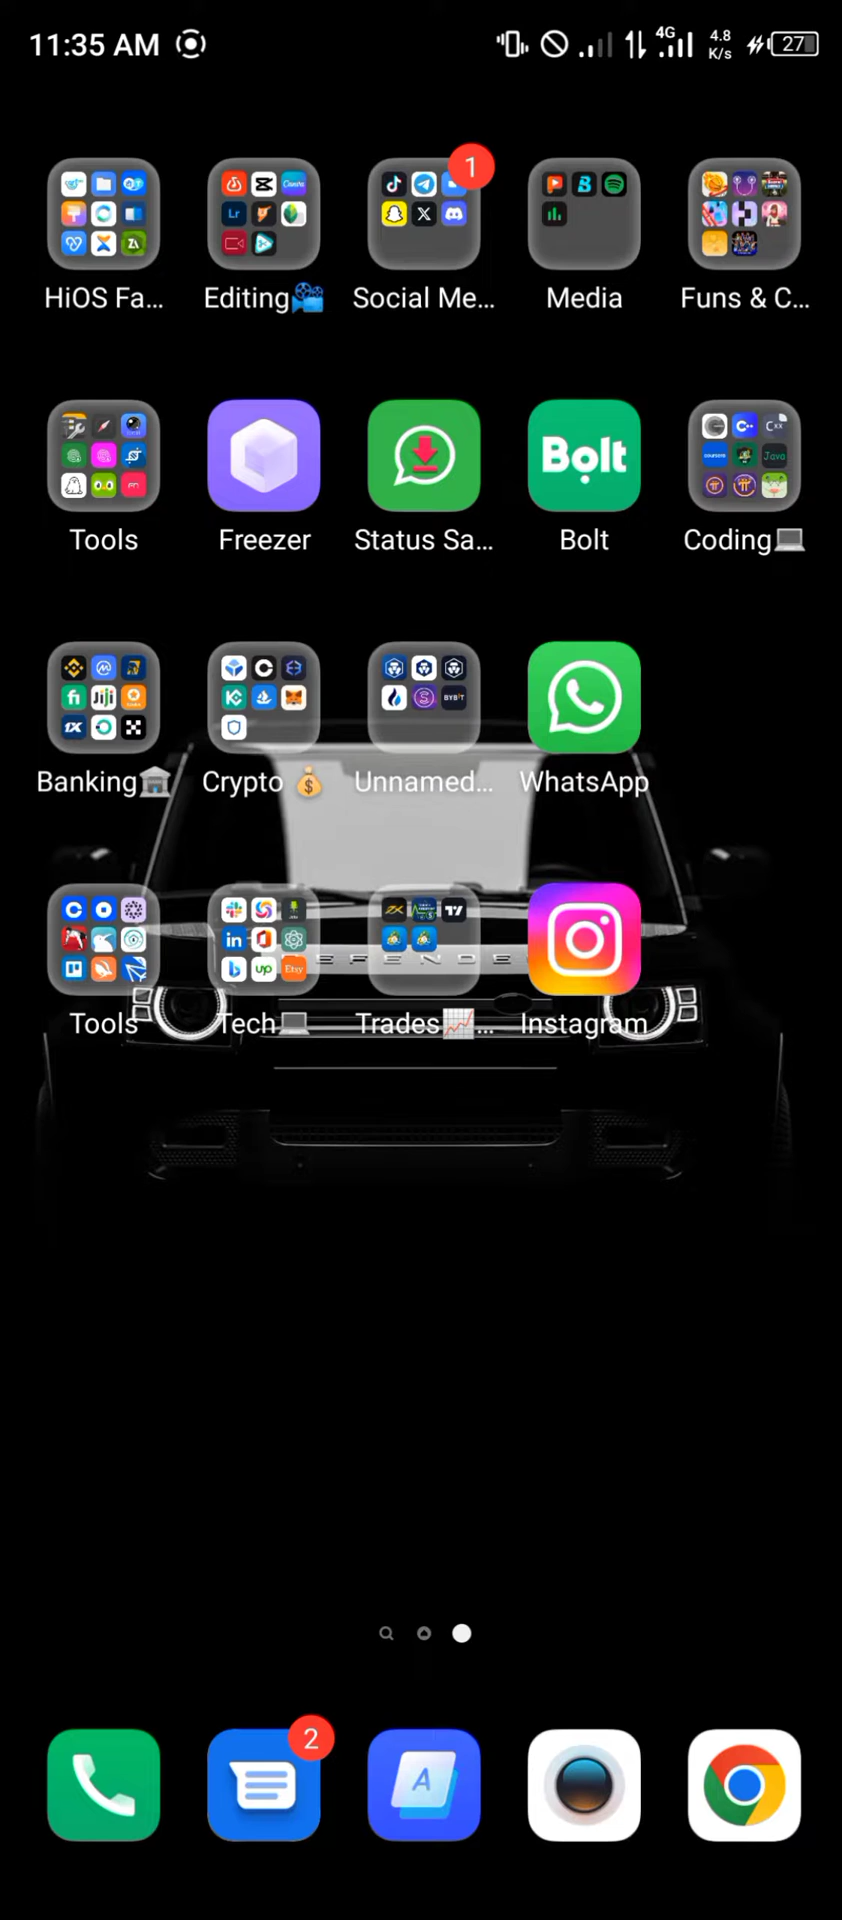 11:35 AM
4G
4.8
K/s
27
1
HiOS Fa...
Editing🎥
Social Me...
Media
Funs & C...
Bolt
Tools
Freezer
Status Sa...
Bolt
Coding💻
Banking🏦
Crypto 💰
Unnamed...
WhatsApp
Tools
Tech💻
Trades📈...
Instagram
2
A